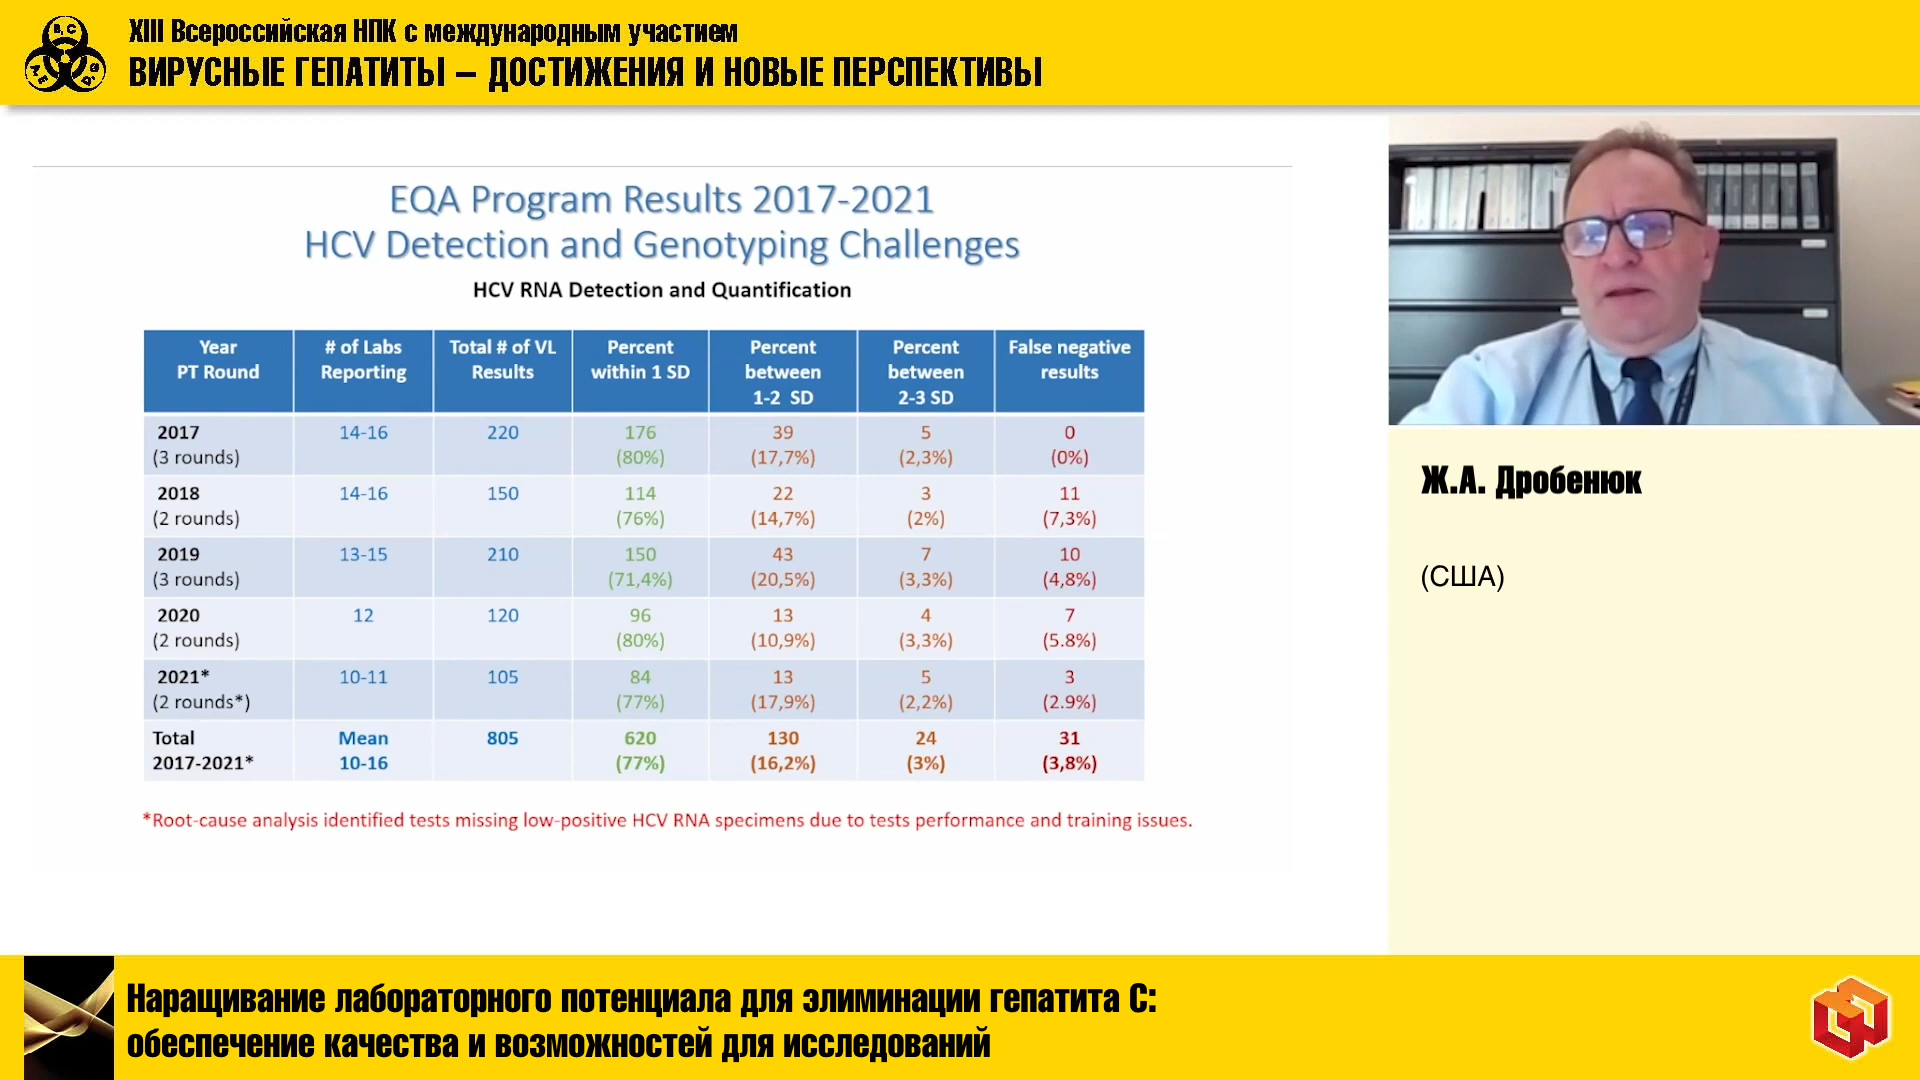 XIII Всероссийская НПК с международным участием
ВИРУСНЫЕ ГЕПАТИТЫ – ДОСТИЖЕНИЯ И НОВЫЕ ПЕРСПЕКТИВЫ
EQA Program Results 2017-2021
HCV Detection and Genotyping Challenges
HCV RNA Detection and Quantification
Year PT Round # of Labs Reporting Total # of VL Results Percent within 1 SD Percent between 1-2 SD Percent between 2-3 SD False negative results
2017 14-16 220 176 39 5 0
(3 rounds) (80%) (17,7%) (2,3%) (0%)
2018 14-16 150 114 22 3 11
(2 rounds) (76%) (14,7%) (2%) (7,3%)
2019 13-15 210 150 43 7 10
(3 rounds) (71,4%) (20,5%) (3,3%) (4,8%)
2020 12 120 96 13 4 7
(2 rounds) (80%) (10,9%) (3,3%) (5.8%)
2021* 10-11 105 84 13 5 3
(2 rounds*) (77%) (17,9%) (2,2%) (2.9%)
Total Mean 805 620 130 24 31
2017-2021* 10-16 (77%) (16,2%) (3%) (3,8%)
*Root-cause analysis identified tests missing low-positive HCV RNA specimens due to tests performance and training issues.
Ж.А. Дробенюк
(США)
Наращивание лабораторного потенциала для элиминации гепатита С:
обеспечение качества и возможностей для исследований